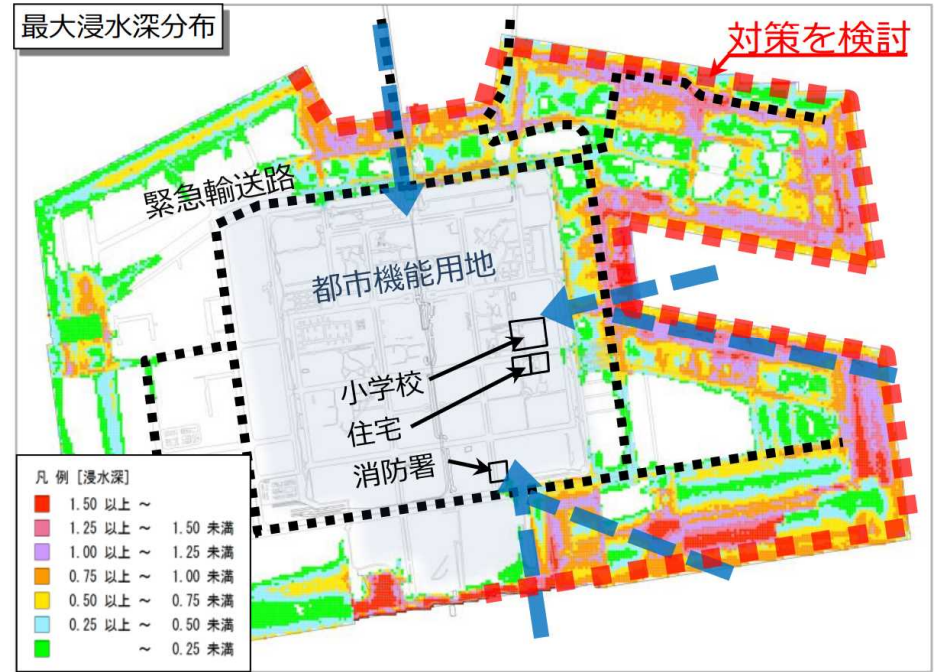 最大浸水深分布
対策を検討
緊急輸送路
都市機能用地
小学校
住宅
消防署
凡 例 [浸水深]
1.50 以上 ~
1.25 以上 ~ 1.50 未満
1.00 以上 ~ 1.25 未満
0.75 以上 ~ 1.00 未満
0.50 以上 ~ 0.75 未満
0.25 以上 ~ 0.50 未満
~ 0.25 未満